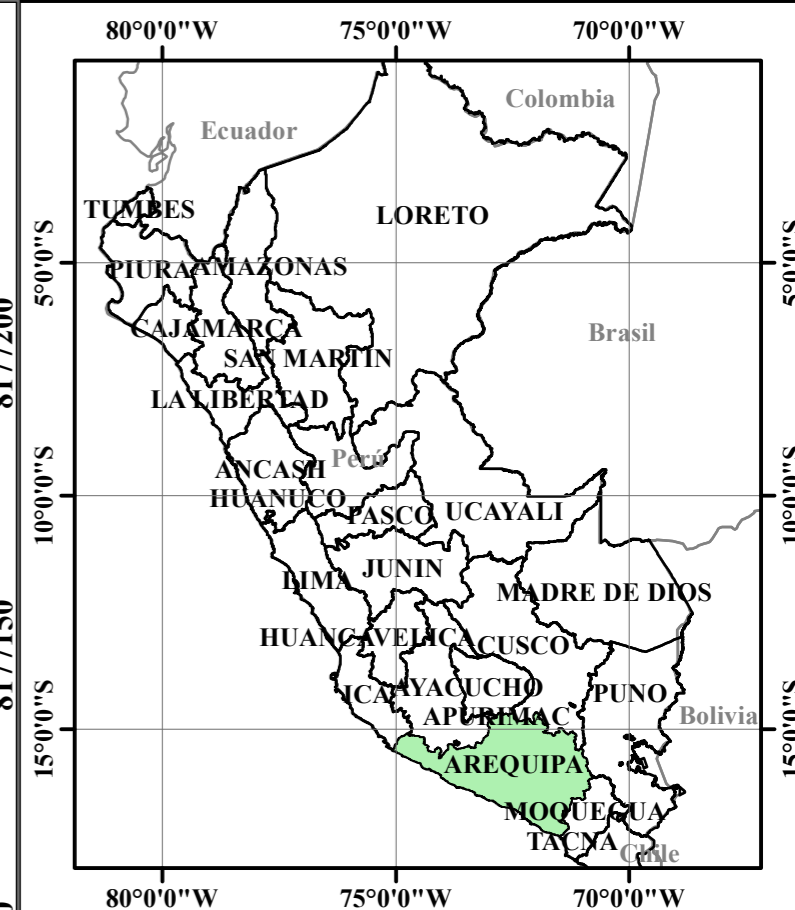 80°0'0"W 75°0'0"W 70°0'0"W
Colombia
Ecuador
TUMBES
LORETO
5°0'0"S
5°0'0"S
PIURA AMAZONAS
8177200
CAJAMARCA
Brasil
SAN MARTIN
LA LIBERTAD
Perú
ANCASH
HUANUCO
10°0'0"S
10°0'0"S
PASCO UCAYALI
JUNIN
LIMA
MADRE DE DIOS
HUANCAVELICA CUSCO
8177150
ICA AYACUCHO PUNO
APURIMAC
Bolivia
15°0'0"S
15°0'0"S
AREQUIPA
MOQUEGUA
TACNA
Chile
80°0'0"W 75°0'0"W 70°0'0"W